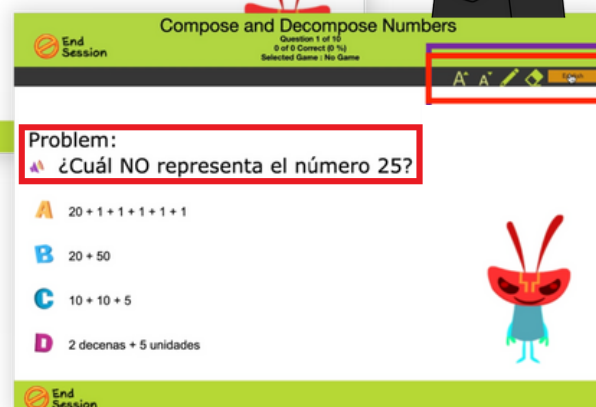 Compose and Decompose Numbers
End
Session
Question 1 of 10
0 of 0 Correct (0 %)
Selected Game : No Game
A A
Problem:
¿Cuál NO representa el número 25?
A 20 + 1 + 1 + 1 + 1 + 1
B 20 + 50
C 10 + 10 + 5
D 2 decenas + 5 unidades
End
Session